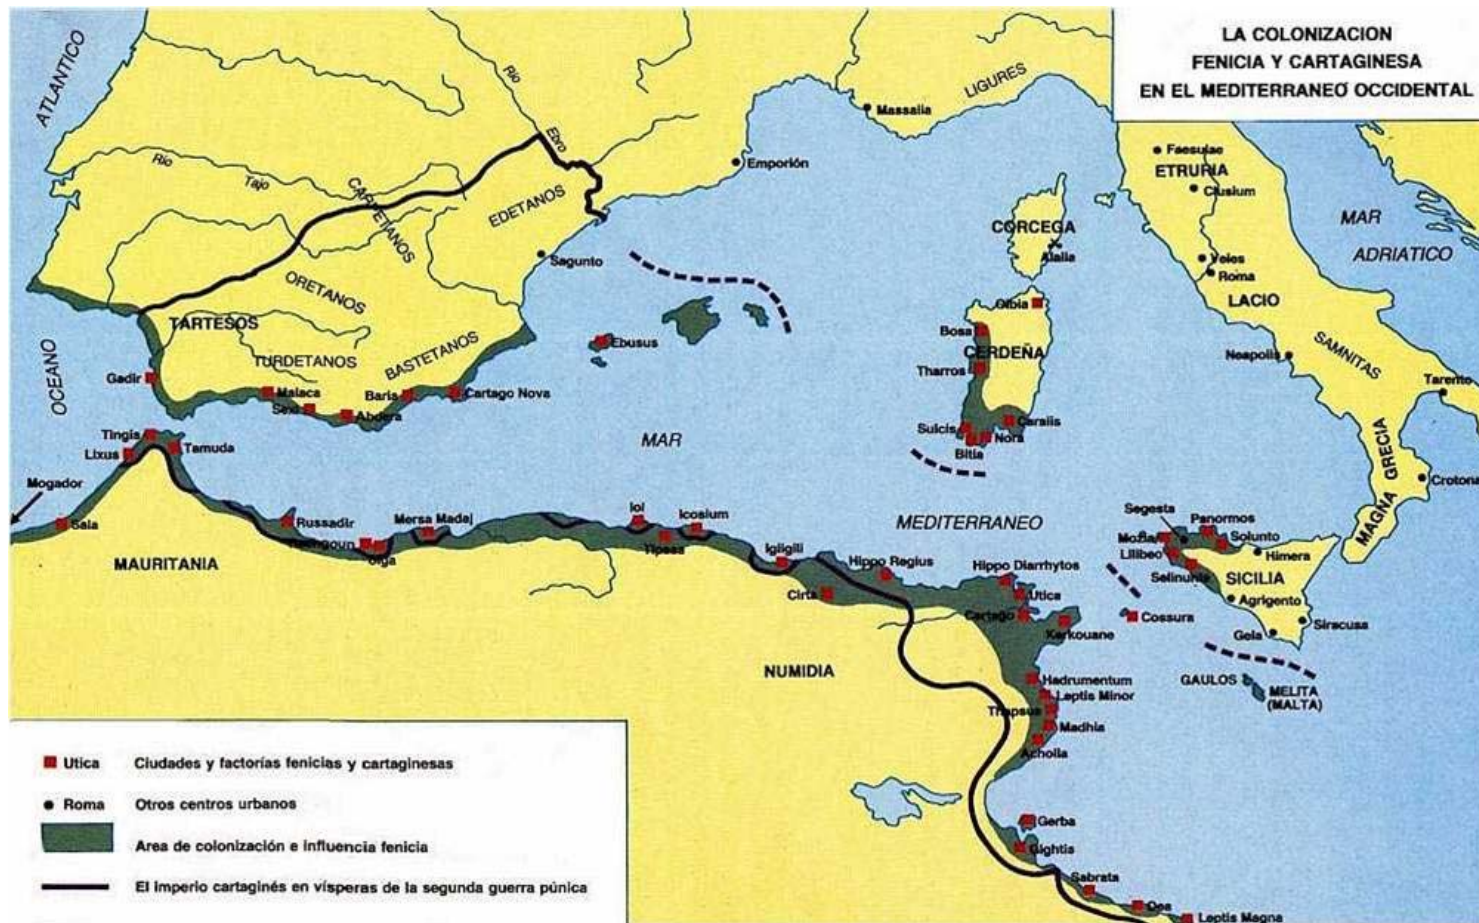 LA COLONIZACION
FENICIA Y CARTAGINESA
EN EL MEDITERRANEO OCCIDENTAL
ATLANTICO
OCEANO
Río
Ebro
Río
Tajo
CARPETANOS
EDETANOS
Sagunto
ORETANOS
TARTESOS
TURDETANOS
BASTETANOS
Gadir
Malaca
Sexi
Abdera
Baria
Cartago Nova
Ebusus
Emporión
Massalia
LIGURES
CORCEGA
Alalia
Olbia
Bosa
CERDEÑA
Tharros
Sulcis
Bitia
Nora
Caralis
Faesulae
ETRURIA
Clusium
Veies
Roma
LACIO
SAMNITAS
Neapolis
Tarento
MAGNA GRECIA
Crotona
MAR
ADRIATICO
MAR
MEDITERRANEO
Tingis
Lixus
Tamuda
Mogador
Sala
MAURITANIA
Russadir
Mersa Madaj
Iol
Icosium
Igilgili
Cirta
Hippo Regius
Hippo Diarrhytos
Utica
Cartago
Kerkouane
NUMIDIA
Hadrumentum
Leptis Minor
Thapsus
Madhia
Acholla
Gerba
Gightis
Sabrata
Oea
Leptis Magna
Segesta
Panormos
Solunto
Lilibeo
Selinunte
Himera
SICILIA
Agrigento
Gela
Siracusa
Cossura
GAULOS
MELITA
(MALTA)
Utica Ciudades y factorías fenicias y cartaginesas
Roma Otros centros urbanos
Area de colonización e influencia fenicia
El Imperio cartaginés en vísperas de la segunda guerra púnica